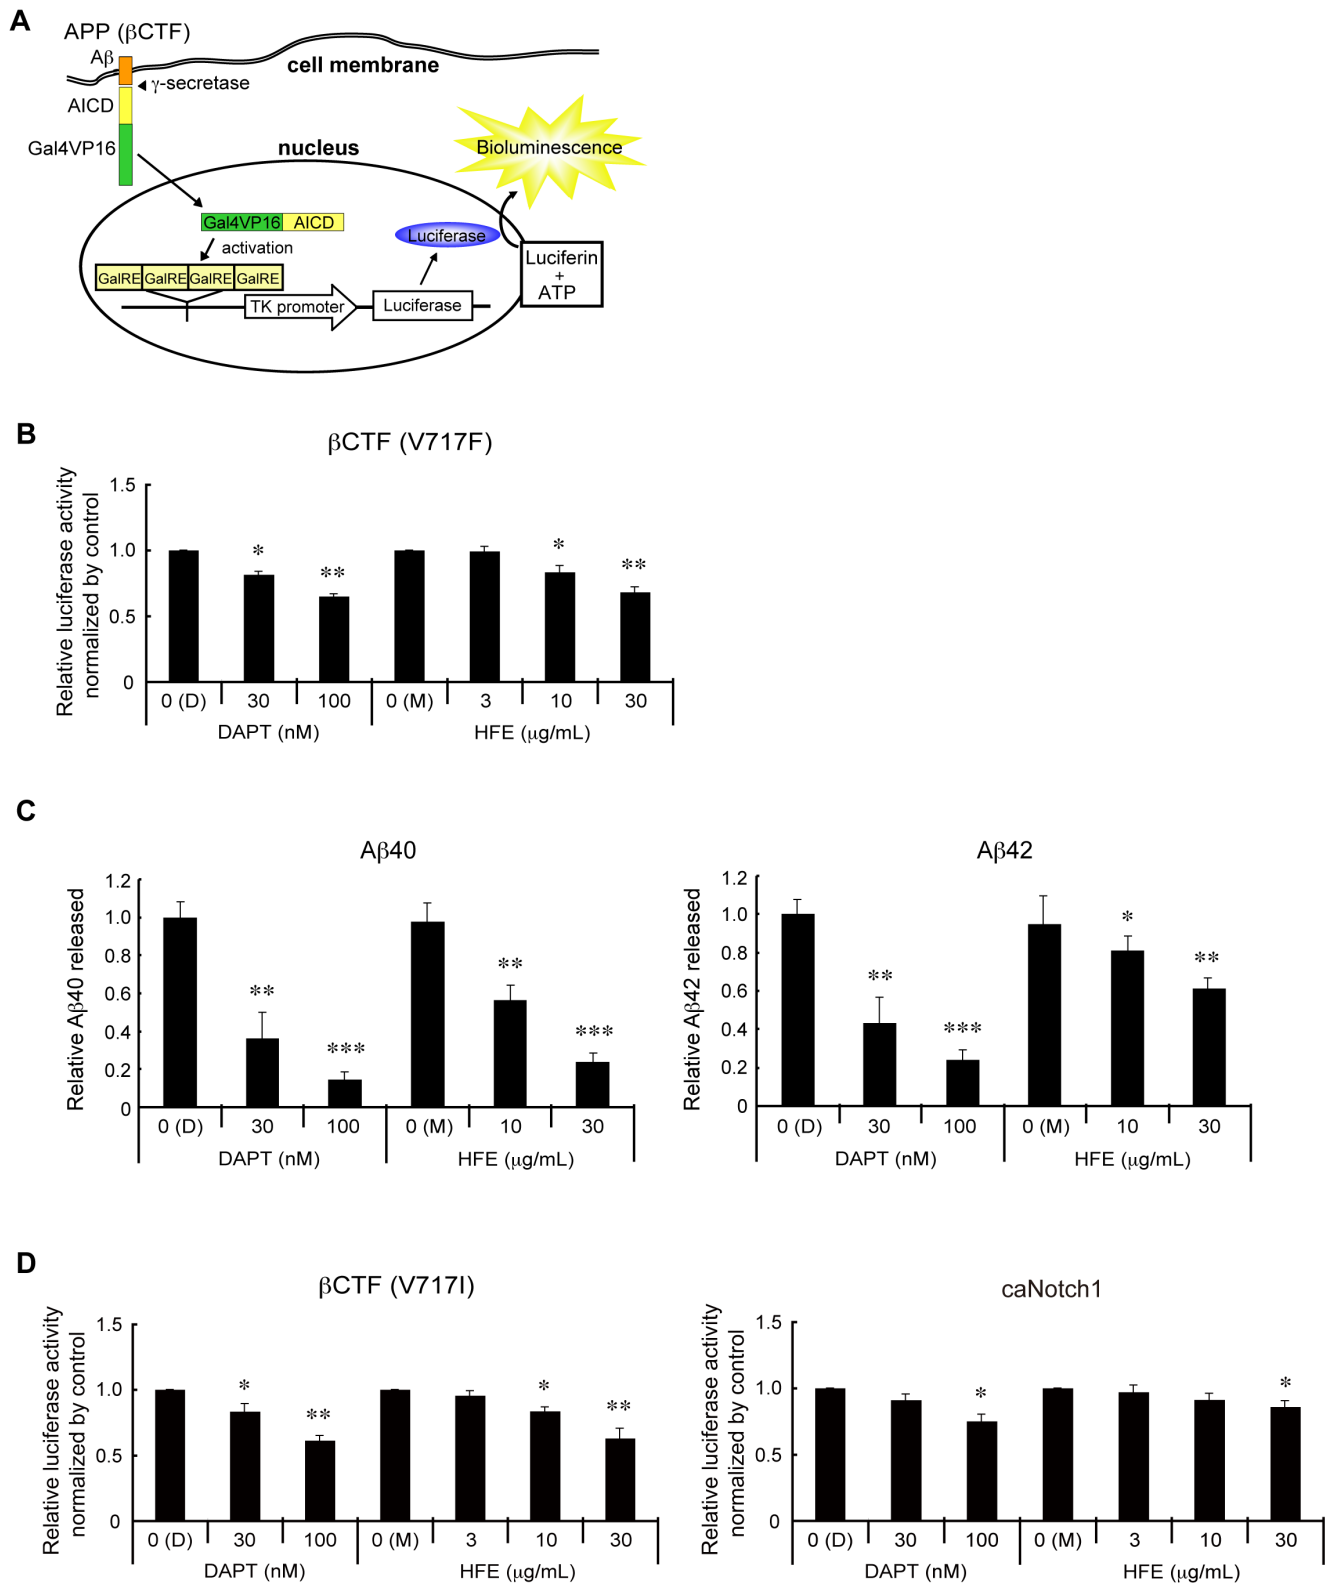 A
APP (βCTF)
Aβ
cell membrane
γ-secretase
AICD
Gal4VP16
nucleus
Bioluminescence
Gal4VP16 AICD
activation
Luciferase
GalRE GalRE GalRE GalRE
TK promoter
Luciferase
Luciferin
+
ATP
B
βCTF (V717F)
Relative luciferase activity
normalized by control
1.5
1.0
0.5
0
* ** * **
0 (D) 30 100 0 (M) 3 10 30
DAPT (nM) HFE (μg/mL)
C
Aβ40
Relative Aβ40 released
1.2
1.0
0.8
0.6
0.4
0.2
0
** *** ** ***
0 (D) 30 100 0 (M) 10 30
DAPT (nM) HFE (μg/mL)
Aβ42
Relative Aβ42 released
1.2
1.0
0.8
0.6
0.4
0.2
0
** *** * **
0 (D) 30 100 0 (M) 10 30
DAPT (nM) HFE (μg/mL)
D
βCTF (V717I)
Relative luciferase activity
normalized by control
1.5
1.0
0.5
0
* ** * **
0 (D) 30 100 0 (M) 3 10 30
DAPT (nM) HFE (μg/mL)
caNotch1
Relative luciferase activity
normalized by control
1.5
1.0
0.5
0
* *
0 (D) 30 100 0 (M) 3 10 30
DAPT (nM) HFE (μg/mL)